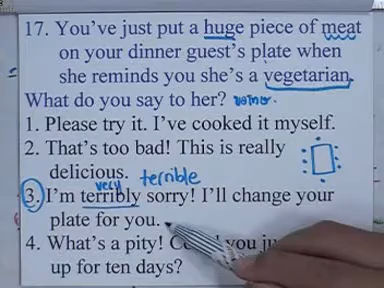 17. You've just put a huge piece of meat
on your dinner guest's plate when
she reminds you she's a vegetarian.
What do you say to her?
1. Please try it. I've cooked it myself.
2. That's too bad! This is really
delicious.
very terrible
3. I'm terribly sorry! I'll change your
plate for you.
4. What's a pity! you
up for ten days?